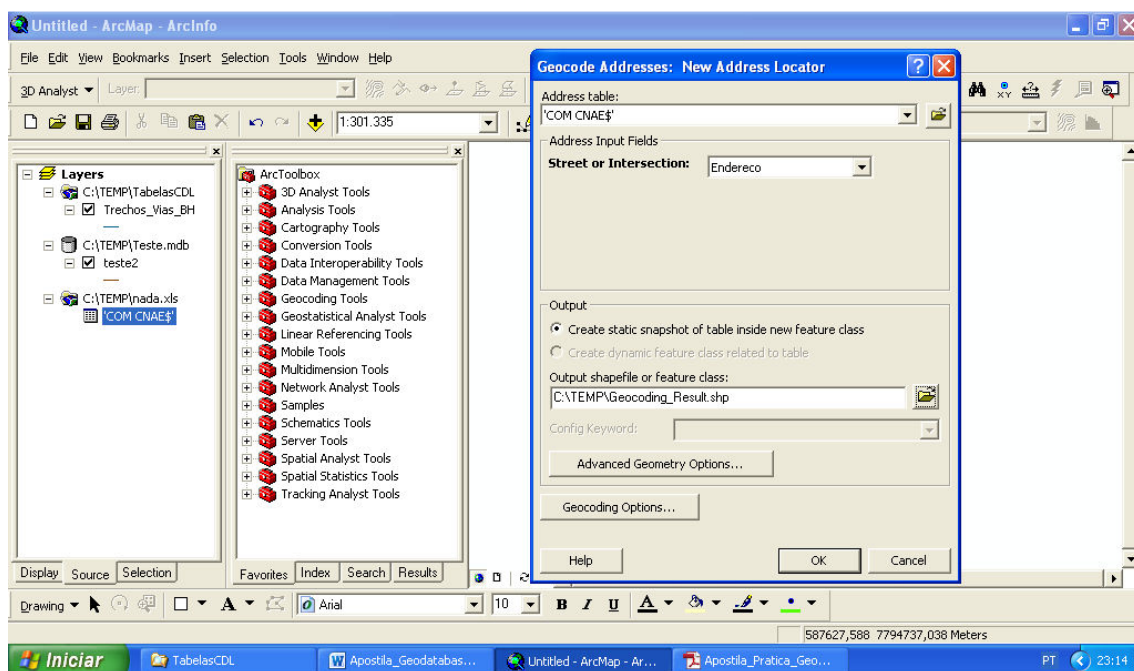 Untitled - ArcMap - ArcInfo
File Edit View Bookmarks Insert Selection Tools Window Help
3D Analyst Layer:
1:301.335
Layers
C:\TEMP\TabelasCDL
Trechos_Vias_BH
C:\TEMP\Teste.mdb
teste2
C:\TEMP\nada.xls
'COM CNAE$'
Display Source Selection
ArcToolbox
3D Analyst Tools
Analysis Tools
Cartography Tools
Conversion Tools
Data Interoperability Tools
Data Management Tools
Geocoding Tools
Geostatistical Analyst Tools
Linear Referencing Tools
Mobile Tools
Multidimension Tools
Network Analyst Tools
Samples
Schematics Tools
Server Tools
Spatial Analyst Tools
Spatial Statistics Tools
Tracking Analyst Tools
Favorites Index Search Results
Geocode Addresses: New Address Locator
Address table:
'COM CNAE$'
Address Input Fields
Street or Intersection: Endereco
Output
Create static snapshot of table inside new feature class
Create dynamic feature class related to table
Output shapefile or feature class:
C:\TEMP\Geocoding_Result.shp
Config Keyword:
Advanced Geometry Options...
Geocoding Options...
Help OK Cancel
Drawing A Arial 10 B I U A
587627,588 7794737,038 Meters
Iniciar TabelasCDL Apostila_Geodatabas... Untitled - ArcMap - Ar... Apostila_Pratica_Geo... PT 23:14